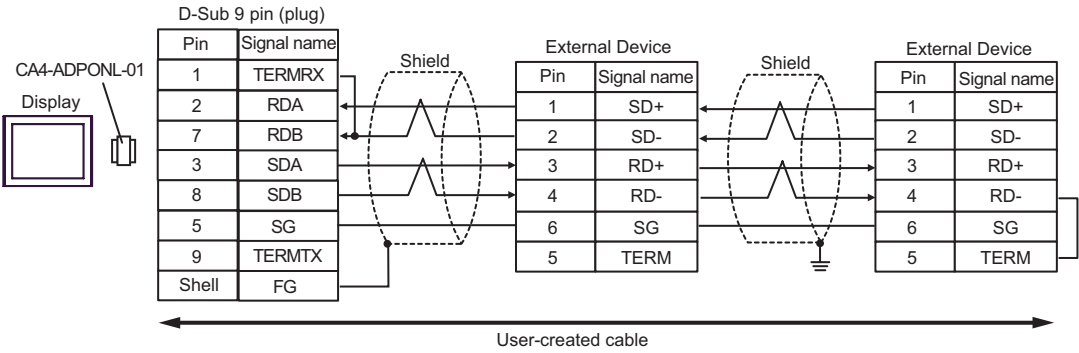 D-Sub 9 pin (plug)
CA4-ADPONL-01
Display
Pin Signal name
1 TERMRX
2 RDA
7 RDB
3 SDA
8 SDB
5 SG
9 TERMTX
Shell FG
Shield
External Device
Pin Signal name
1 SD+
2 SD-
3 RD+
4 RD-
6 SG
5 TERM
Shield
External Device
Pin Signal name
1 SD+
2 SD-
3 RD+
4 RD-
6 SG
5 TERM
User-created cable